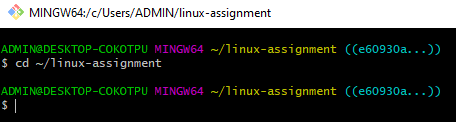 MINGW64:/c/Users/ADMIN/linux-assignment
ADMIN@DESKTOP-COKOTPU MINGW64 ~/linux-assignment ((e60930a...))
$ cd ~/linux-assignment
ADMIN@DESKTOP-COKOTPU MINGW64 ~/linux-assignment ((e60930a...))
$